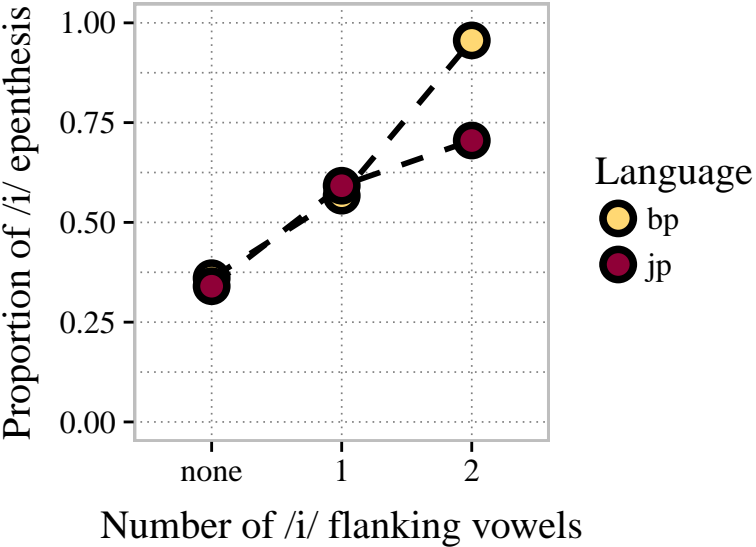 Proportion of /i/ epenthesis
1.00
0.75
0.50
0.25
0.00
none 1 2
Number of /i/ flanking vowels
Language
bp
jp